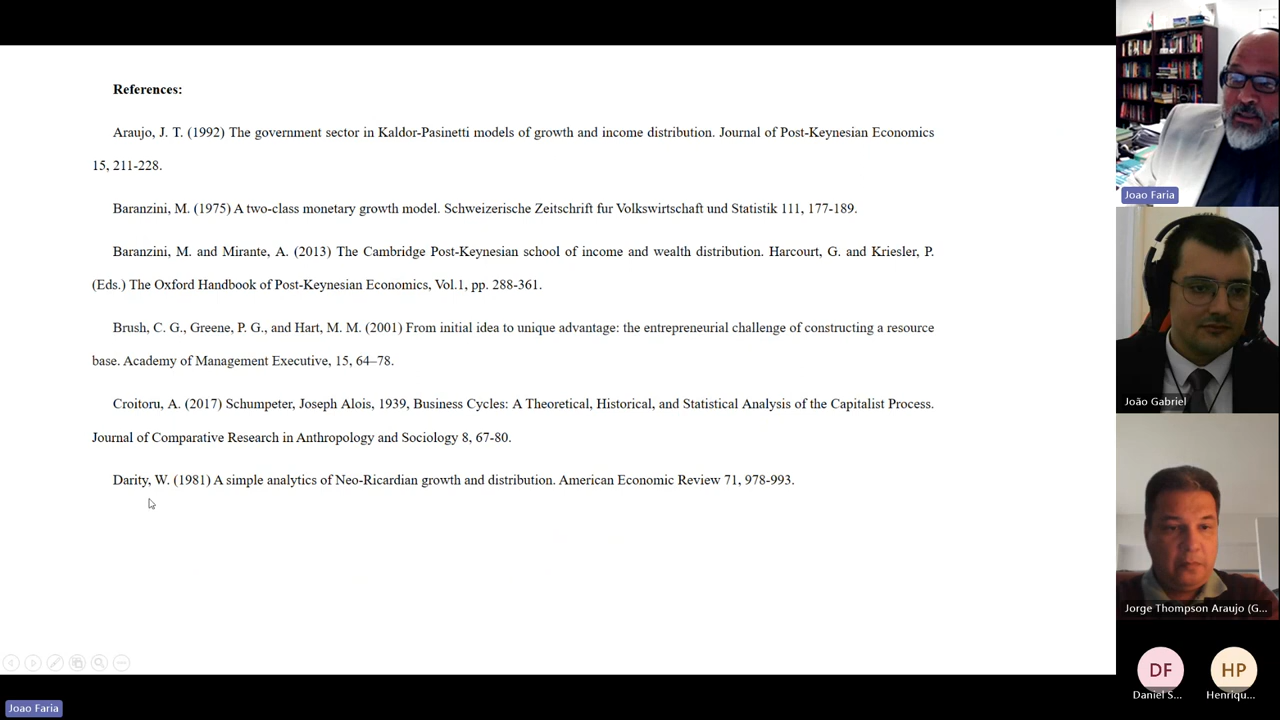 References:
Araujo, J. T. (1992) The government sector in Kaldor-Pasinetti models of growth and income distribution. Journal of Post-Keynesian Economics
15, 211-228.
Baranzini, M. (1975) A two-class monetary growth model. Schweizerische Zeitschrift fur Volkswirtschaft und Statistik 111, 177-189.
Baranzini, M. and Mirante, A. (2013) The Cambridge Post-Keynesian school of income and wealth distribution. Harcourt, G. and Kriesler, P.
(Eds.) The Oxford Handbook of Post-Keynesian Economics, Vol.1, pp. 288-361.
Brush, C. G., Greene, P. G., and Hart, M. M. (2001) From initial idea to unique advantage: the entrepreneurial challenge of constructing a resource
base. Academy of Management Executive, 15, 64–78.
Croitoru, A. (2017) Schumpeter, Joseph Alois, 1939, Business Cycles: A Theoretical, Historical, and Statistical Analysis of the Capitalist Process.
Journal of Comparative Research in Anthropology and Sociology 8, 67-80.
Darity, W. (1981) A simple analytics of Neo-Ricardian growth and distribution. American Economic Review 71, 978-993.
Joao Faria
João Gabriel
Jorge Thompson Araujo (G...
DF
HP
Daniel S...
Henriqu...
Joao Faria